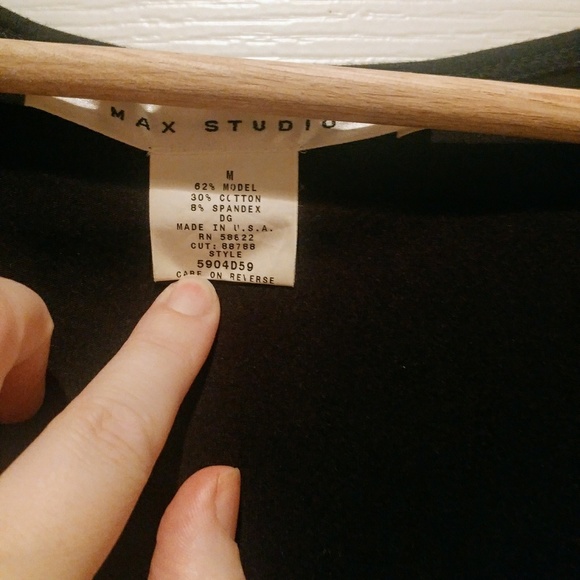 MAX STUDIO
M
62% MODEL
30% COTTON
8% SPANDEX
DG
MADE IN U.S.A.
RN 58622
CUT: 88788
STYLE
5904D59
CARE ON REVERSE